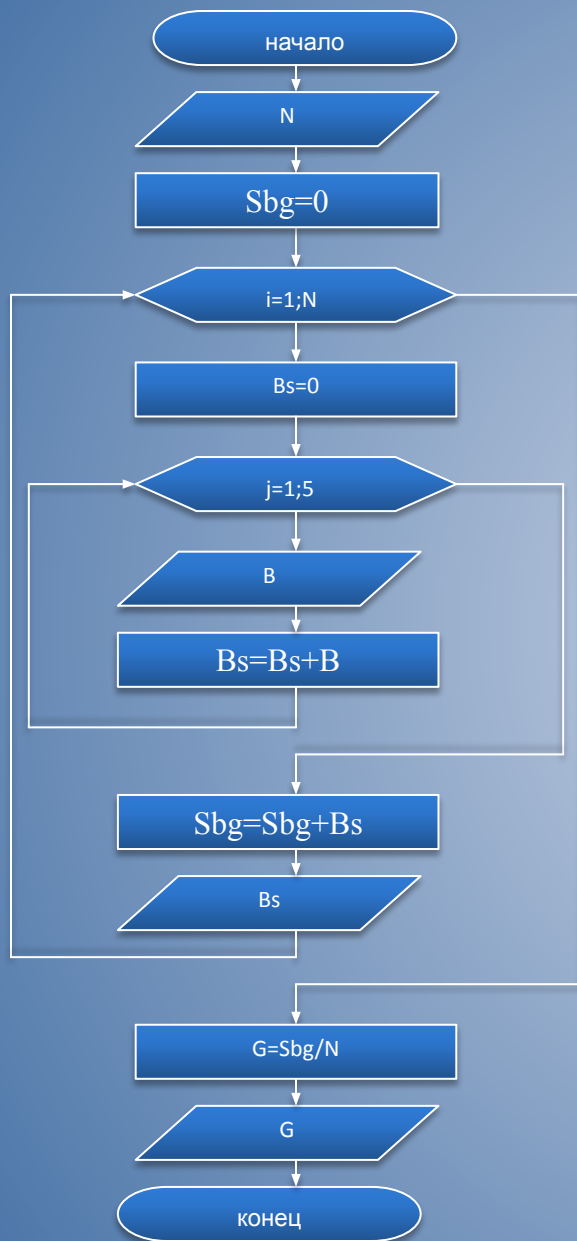 начало
N
Sbg=0
i=1;N
Bs=0
j=1;5
B
Bs=Bs+B
Sbg=Sbg+Bs
Bs
G=Sbg/N
G
конец